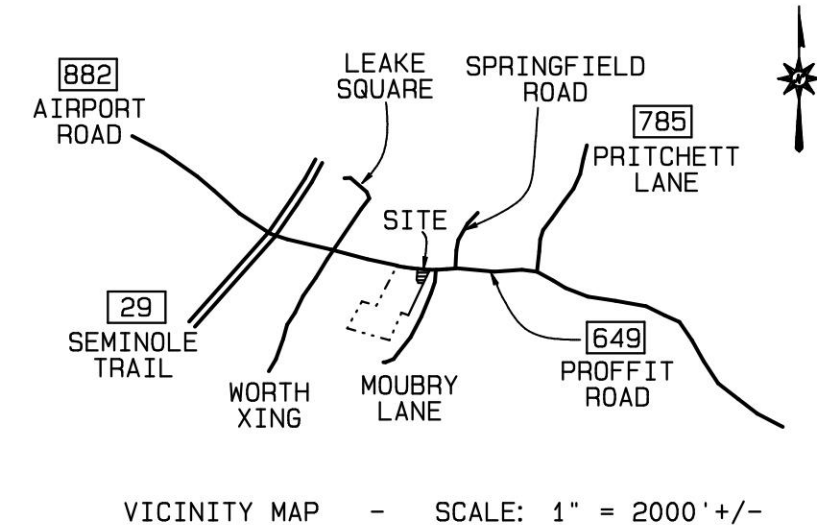 882
AIRPORT
ROAD
LEAKE
SQUARE
SPRINGFIELD
ROAD
785
PRITCHETT
LANE
SITE
29
SEMINOLE
TRAIL
WORTH
XING
MOUBRY
LANE
649
PROFFIT
ROAD
VICINITY MAP - SCALE: 1" = 2000'+/-